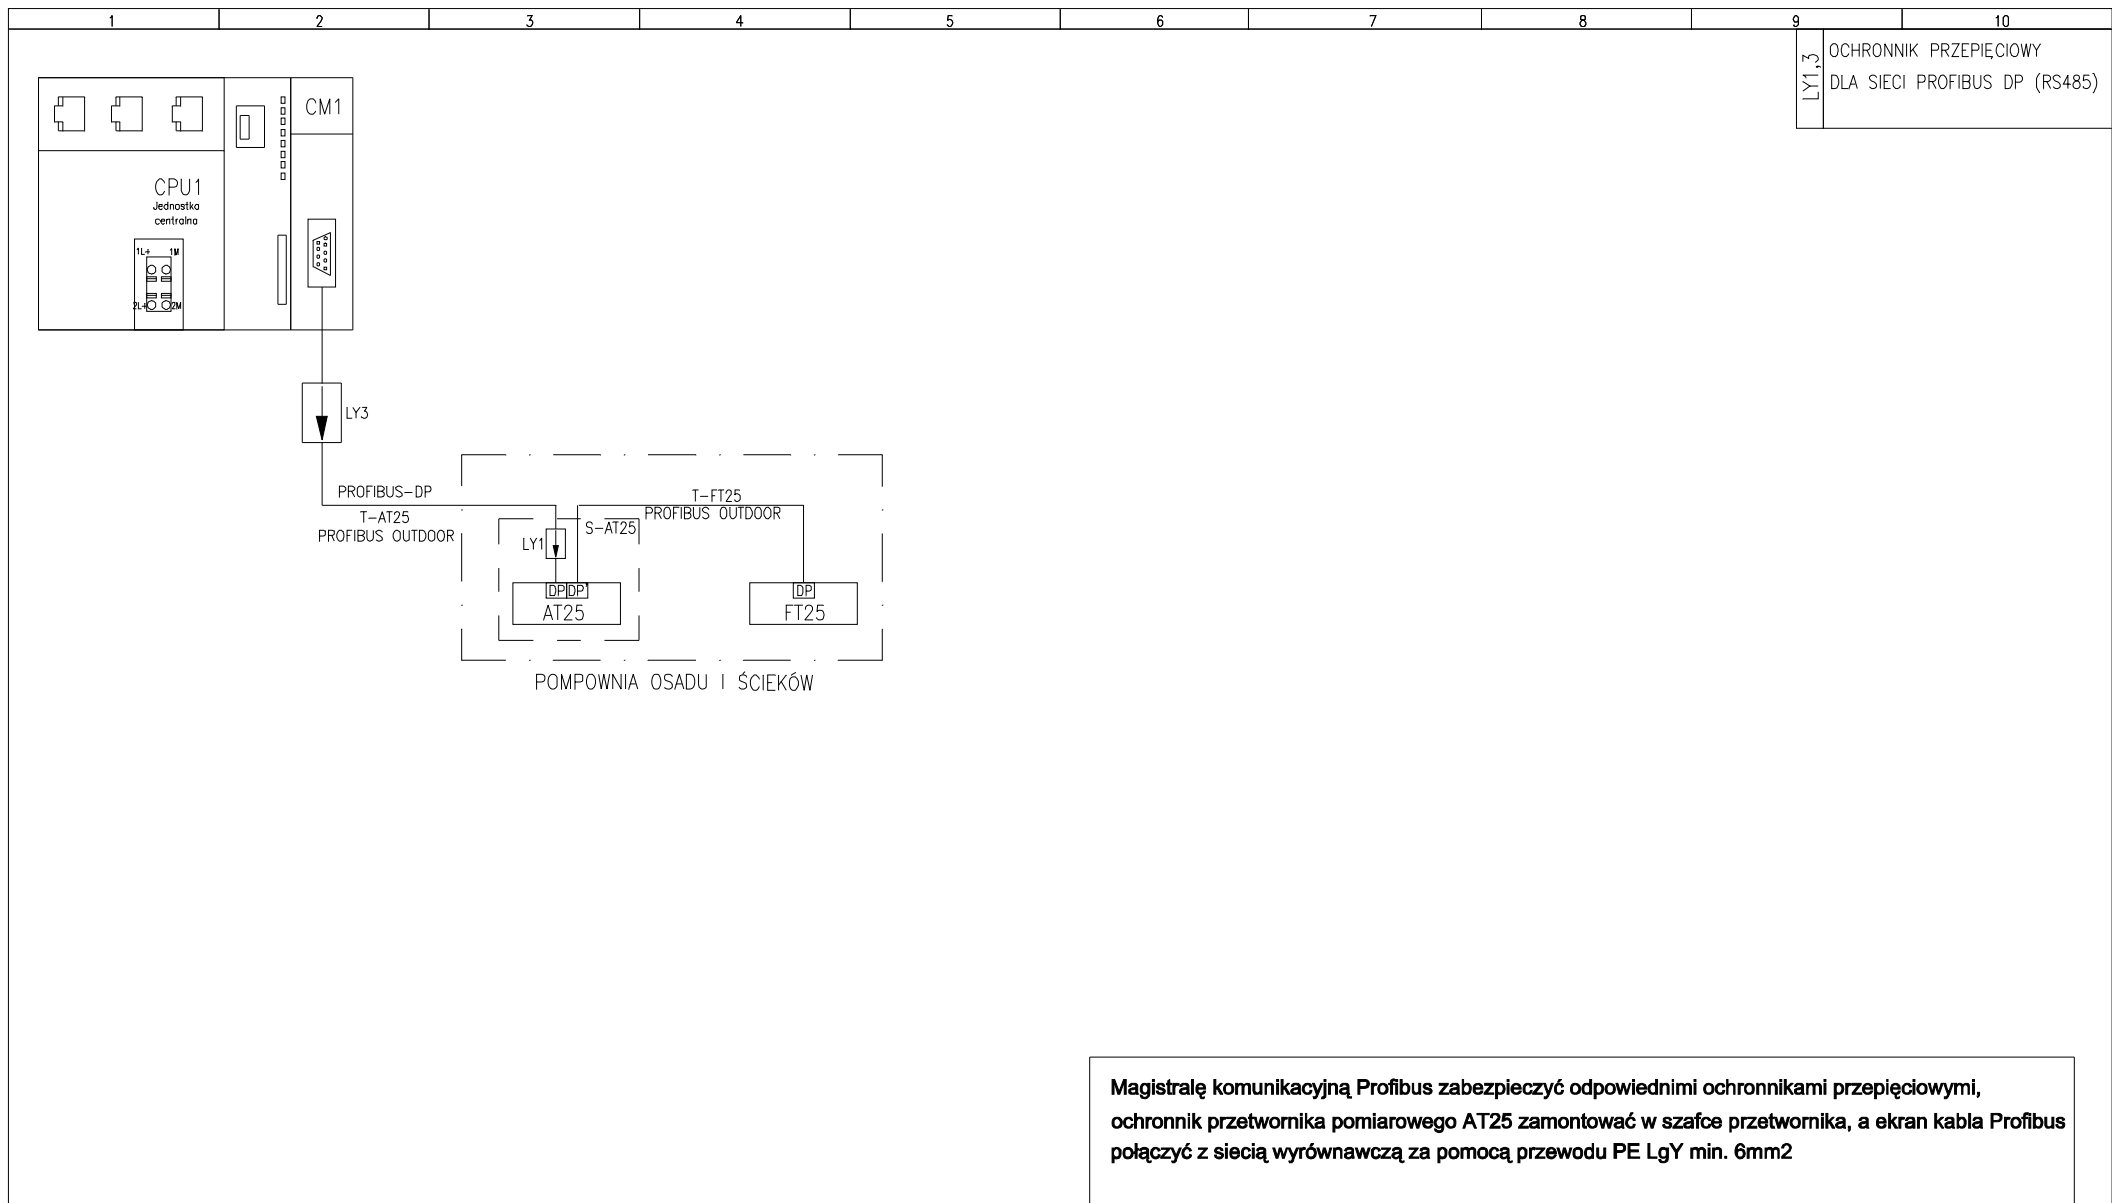 1 2 3 4 5 6 7 8 9 10
LY1,3
OCHRONNIK PRZEPIĘCIOWY
DLA SIECI PROFIBUS DP (RS485)
CM1
CPU1
Jednostka
centralna
1L+ 1M
2L+ 2M
LY3
PROFIBUS-DP
T-AT25
PROFIBUS OUTDOOR
T-FT25
PROFIBUS OUTDOOR
S-AT25
LY1
DP DP'
AT25
DP
FT25
POMPOWNIA OSADU I ŚCIEKÓW
Magistralę komunikacyjną Profibus zabezpieczyć odpowiednimi ochronnikami przepięciowymi,
ochronnik przetwornika pomiarowego AT25 zamontować w szafce przetwornika, a ekran kabla Profibus
połączyć z siecią wyrównawczą za pomocą przewodu PE LgY min. 6mm2